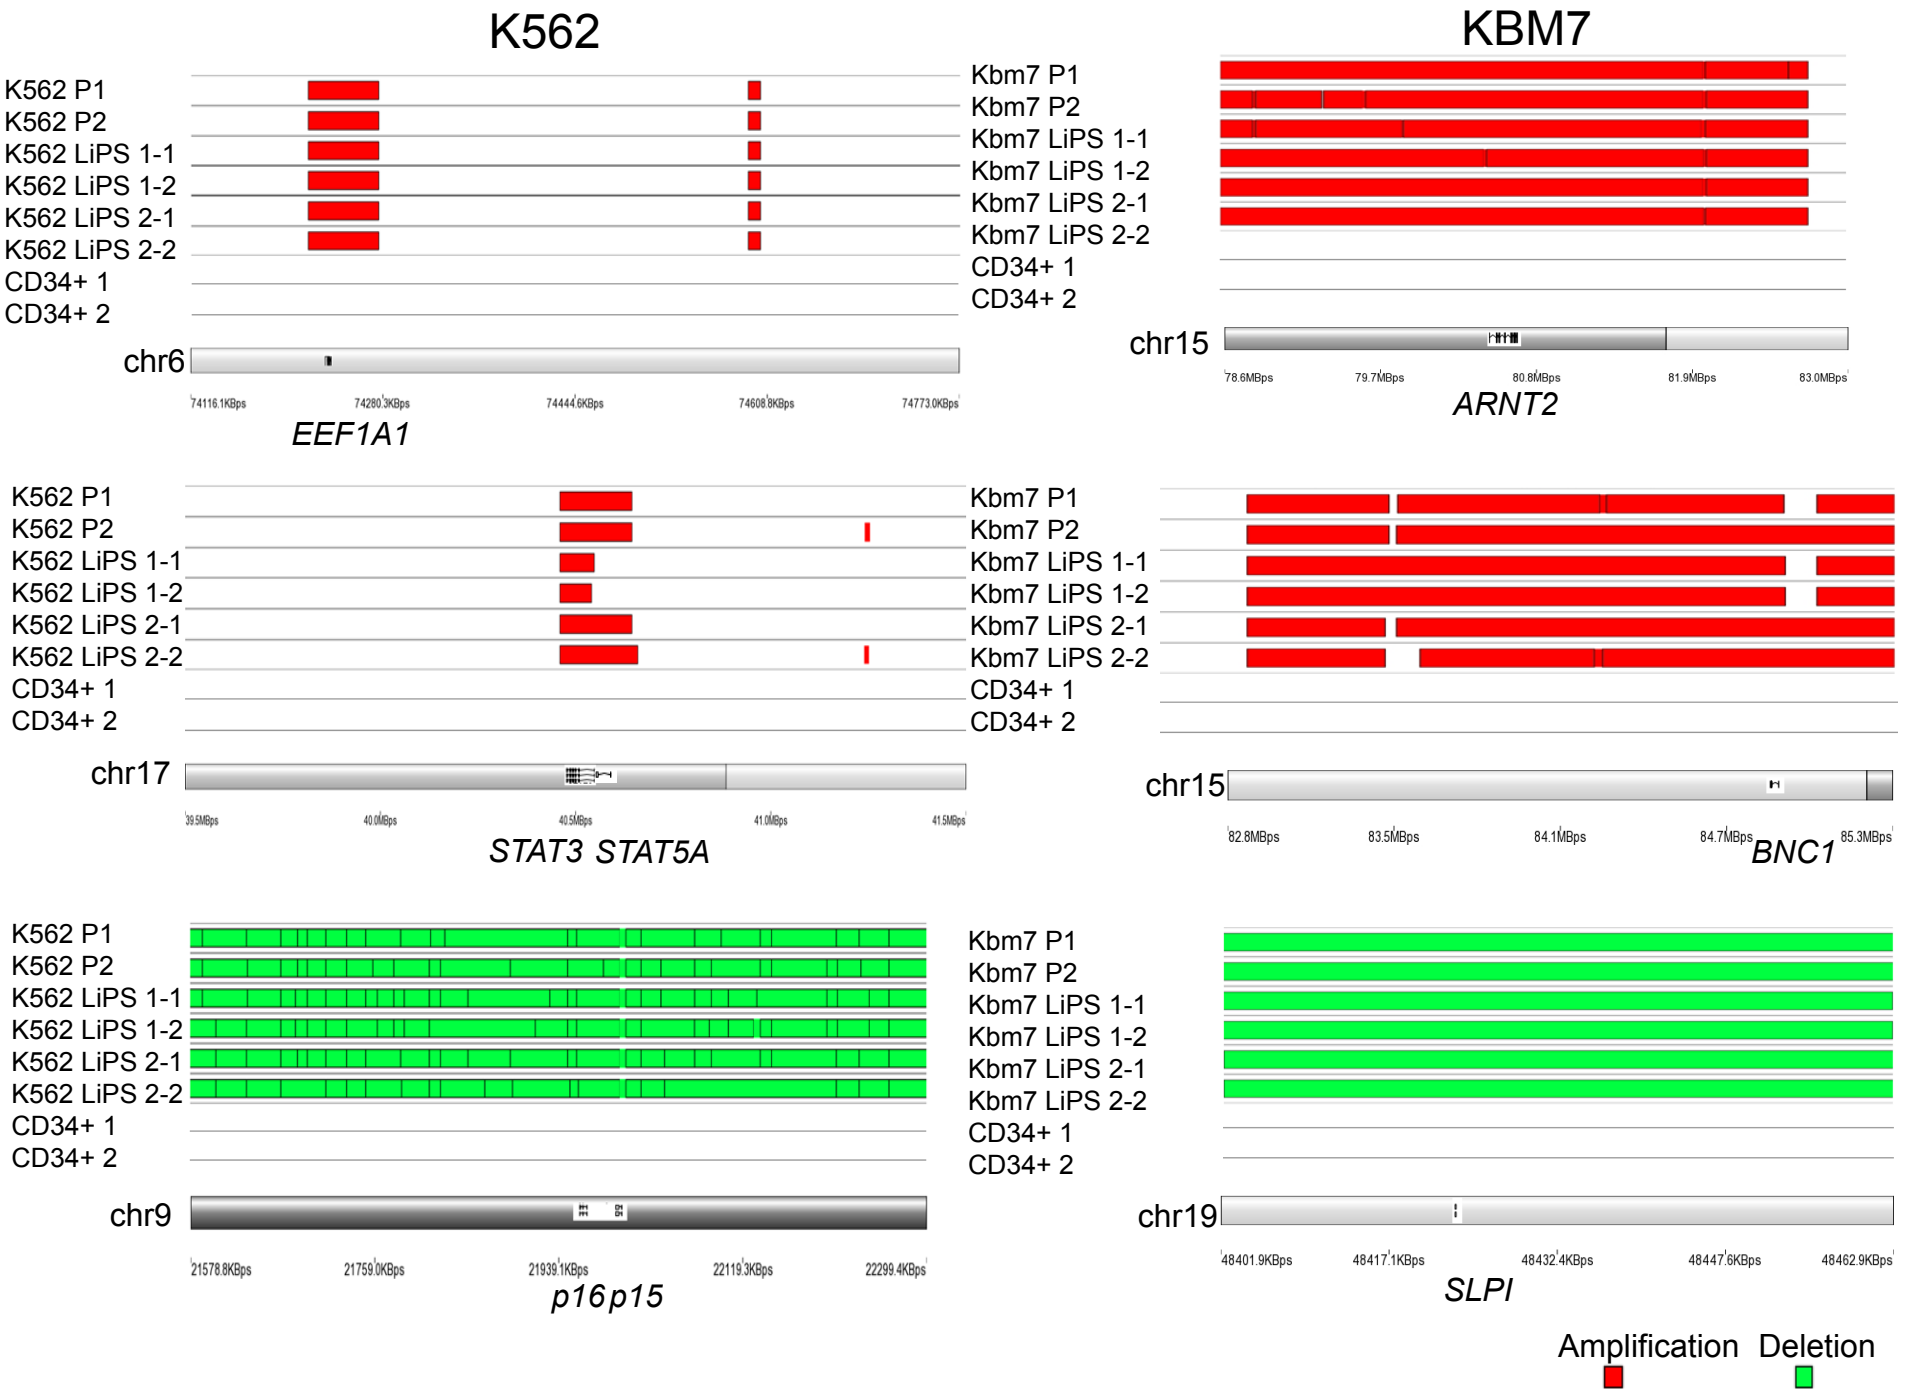 K562
K562 P1
K562 P2
K562 LiPS 1-1
K562 LiPS 1-2
K562 LiPS 2-1
K562 LiPS 2-2
CD34+ 1
CD34+ 2
chr6
74116.1KBps 74280.3KBps 74444.6KBps 74608.8KBps 74773.0KBps
EEF1A1
K562 P1
K562 P2
K562 LiPS 1-1
K562 LiPS 1-2
K562 LiPS 2-1
K562 LiPS 2-2
CD34+ 1
CD34+ 2
chr17
39.5MBps 40.0MBps 40.5MBps 41.0MBps 41.5MBps
STAT3 STAT5A
K562 P1
K562 P2
K562 LiPS 1-1
K562 LiPS 1-2
K562 LiPS 2-1
K562 LiPS 2-2
CD34+ 1
CD34+ 2
chr9
21578.8KBps 21759.0KBps 21939.1KBps 22119.3KBps 22299.4KBps
p16 p15
KBM7
Kbm7 P1
Kbm7 P2
Kbm7 LiPS 1-1
Kbm7 LiPS 1-2
Kbm7 LiPS 2-1
Kbm7 LiPS 2-2
CD34+ 1
CD34+ 2
chr15
78.6MBps 79.7MBps 80.8MBps 81.9MBps 83.0MBps
ARNT2
Kbm7 P1
Kbm7 P2
Kbm7 LiPS 1-1
Kbm7 LiPS 1-2
Kbm7 LiPS 2-1
Kbm7 LiPS 2-2
CD34+ 1
CD34+ 2
chr15
82.8MBps 83.5MBps 84.1MBps 84.7MBps 85.3MBps
BNC1
Kbm7 P1
Kbm7 P2
Kbm7 LiPS 1-1
Kbm7 LiPS 1-2
Kbm7 LiPS 2-1
Kbm7 LiPS 2-2
CD34+ 1
CD34+ 2
chr19
48401.9KBps 48417.1KBps 48432.4KBps 48447.6KBps 48462.9KBps
SLPI
Amplification Deletion